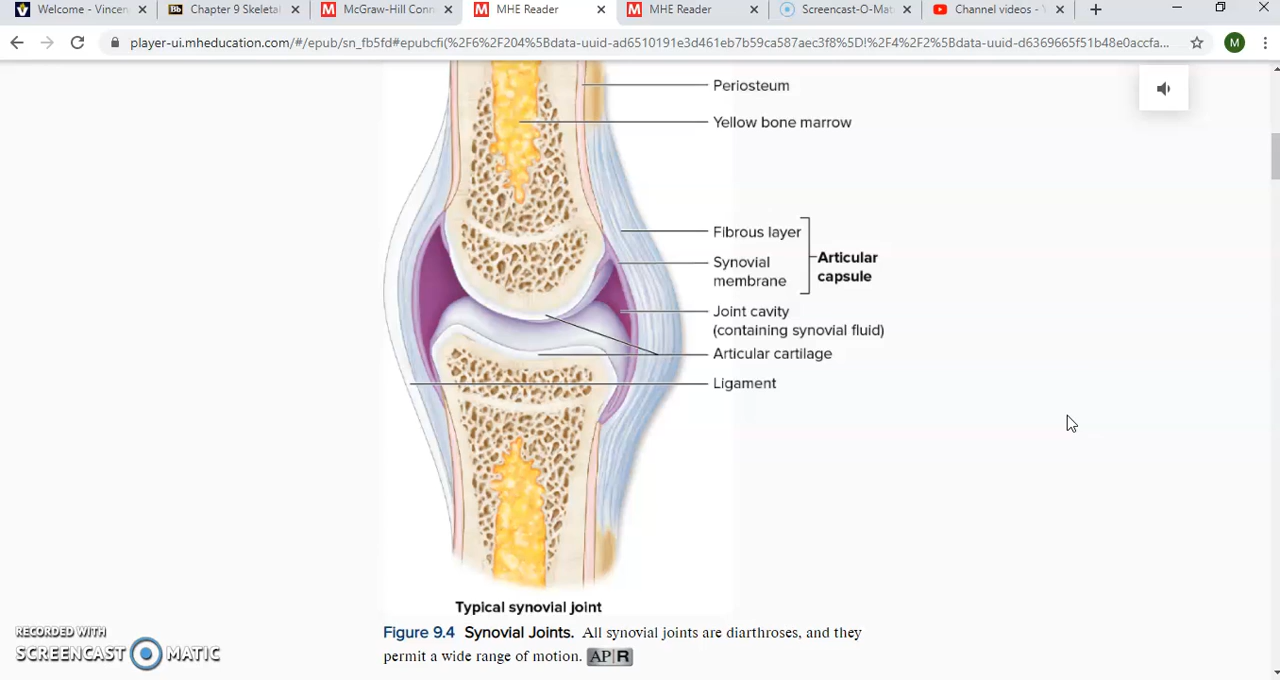 Welcome - Vincen
Chapter 9 Skeletal
McGraw-Hill Conn
MHE Reader
MHE Reader
Screencast-O-Mat
Channel videos -
player-ui.mheducation.com/#/epub/sn_fb5fd#epubcfi(%2F6%2F204%5Bdata-uuid-ad6510191e3d461eb7b59ca587aec3f8%5D!%2F4%2F2%5Bdata-uuid-d6369665f51b48e0accfa...
M
Periosteum
Yellow bone marrow
Fibrous layer
Synovial
membrane
Articular
capsule
Joint cavity
(containing synovial fluid)
Articular cartilage
Ligament
Typical synovial joint
Figure 9.4 Synovial Joints. All synovial joints are diarthroses, and they
permit a wide range of motion. AP|R
RECORDED WITH
SCREENCAST MATIC